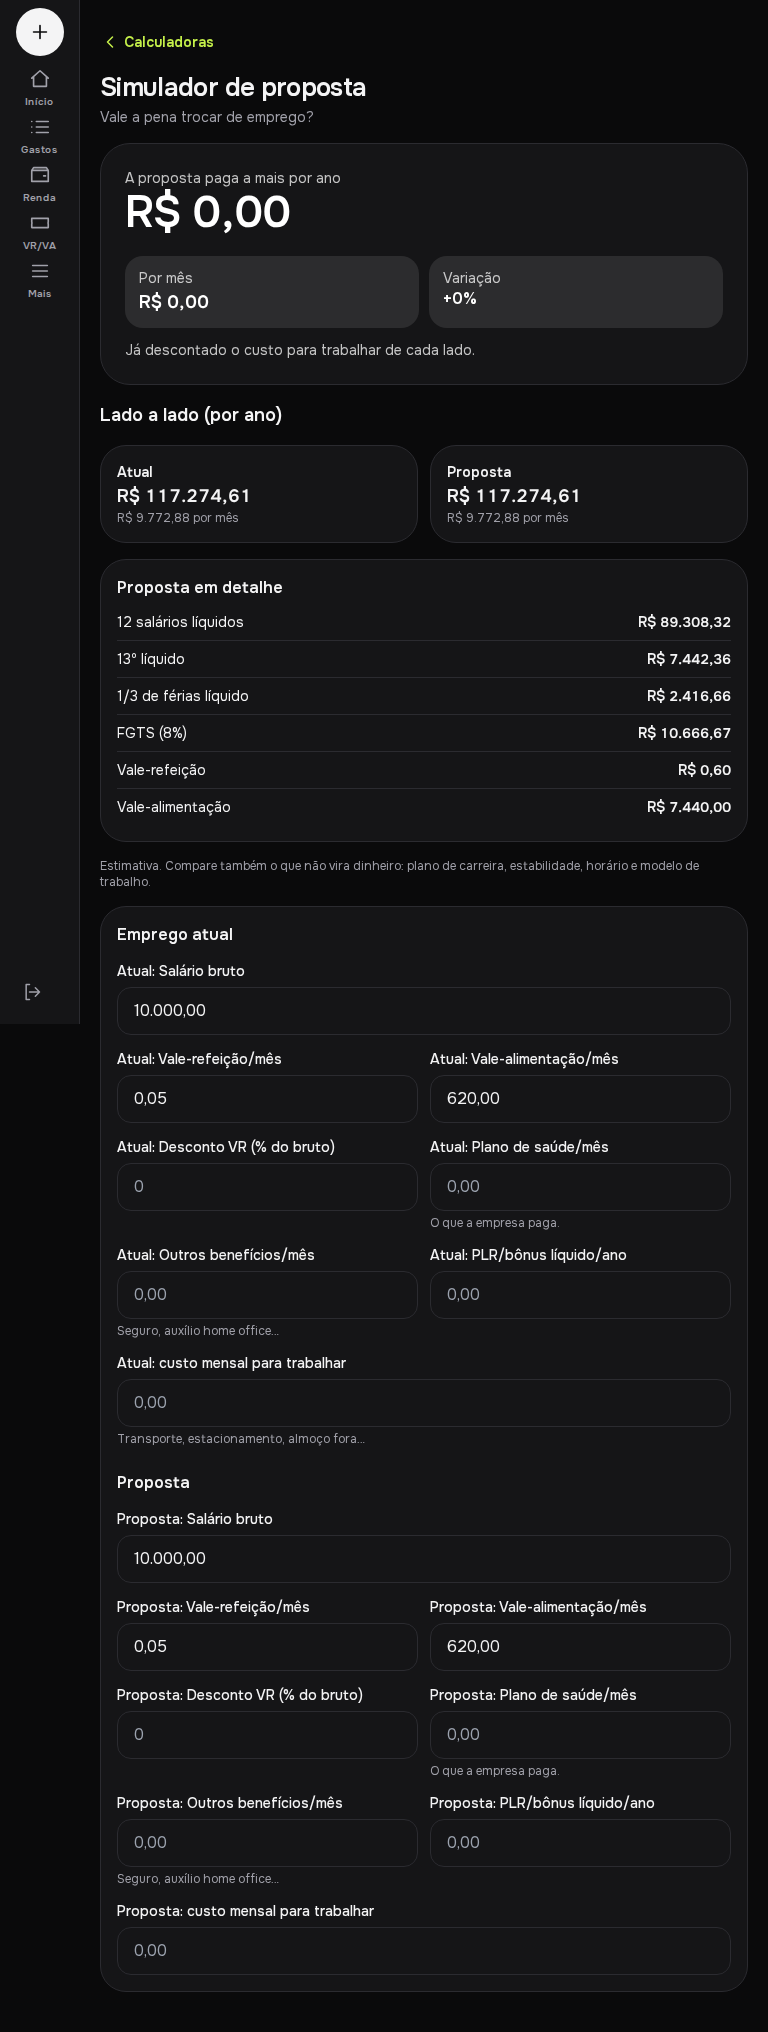 Início
Gastos
Renda
VR/VA
Mais
Calculadoras
Simulador de proposta
Vale a pena trocar de emprego?
A proposta paga a mais por ano
R$ 0,00
Por mês
R$ 0,00
Variação
+0%
Já descontado o custo para trabalhar de cada lado.
Lado a lado (por ano)
Atual
R$ 117.274,61
R$ 9.772,88 por mês
Proposta
R$ 117.274,61
R$ 9.772,88 por mês
Proposta em detalhe
12 salários líquidos R$ 89.308,32
13º líquido R$ 7.442,36
1/3 de férias líquido R$ 2.416,66
FGTS (8%) R$ 10.666,67
Vale-refeição R$ 0,60
Vale-alimentação R$ 7.440,00
Estimativa. Compare também o que não vira dinheiro: plano de carreira, estabilidade, horário e modelo de
trabalho.
Emprego atual
Atual: Salário bruto
10.000,00
Atual: Vale-refeição/mês
0,05
Atual: Vale-alimentação/mês
620,00
Atual: Desconto VR (% do bruto)
0
Atual: Plano de saúde/mês
0,00
O que a empresa paga.
Atual: Outros benefícios/mês
0,00
Seguro, auxílio home office…
Atual: PLR/bônus líquido/ano
0,00
Atual: custo mensal para trabalhar
0,00
Transporte, estacionamento, almoço fora…
Proposta
Proposta: Salário bruto
10.000,00
Proposta: Vale-refeição/mês
0,05
Proposta: Vale-alimentação/mês
620,00
Proposta: Desconto VR (% do bruto)
0
Proposta: Plano de saúde/mês
0,00
O que a empresa paga.
Proposta: Outros benefícios/mês
0,00
Seguro, auxílio home office…
Proposta: PLR/bônus líquido/ano
0,00
Proposta: custo mensal para trabalhar
0,00